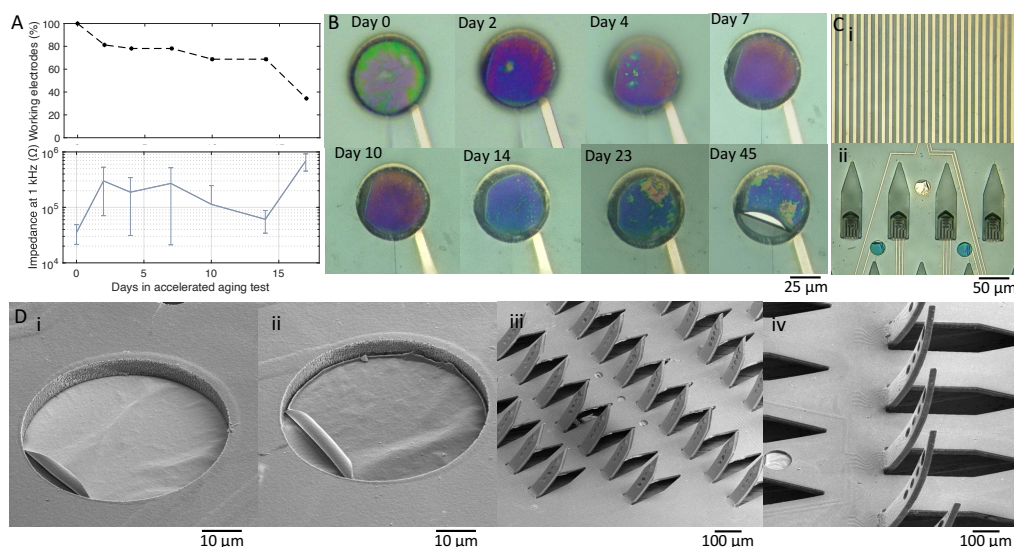 A
Working electrodes (%)
100
80
60
40
20
0
Impedance at 1 kHz (Ω)
10⁶
10⁵
10⁴
0
5
10
15
Days in accelerated aging test
B
Day 0
Day 2
Day 4
Day 7
Day 10
Day 14
Day 23
Day 45
25 µm
C
i
ii
50 µm
D
i
10 µm
ii
10 µm
iii
100 µm
iv
100 µm